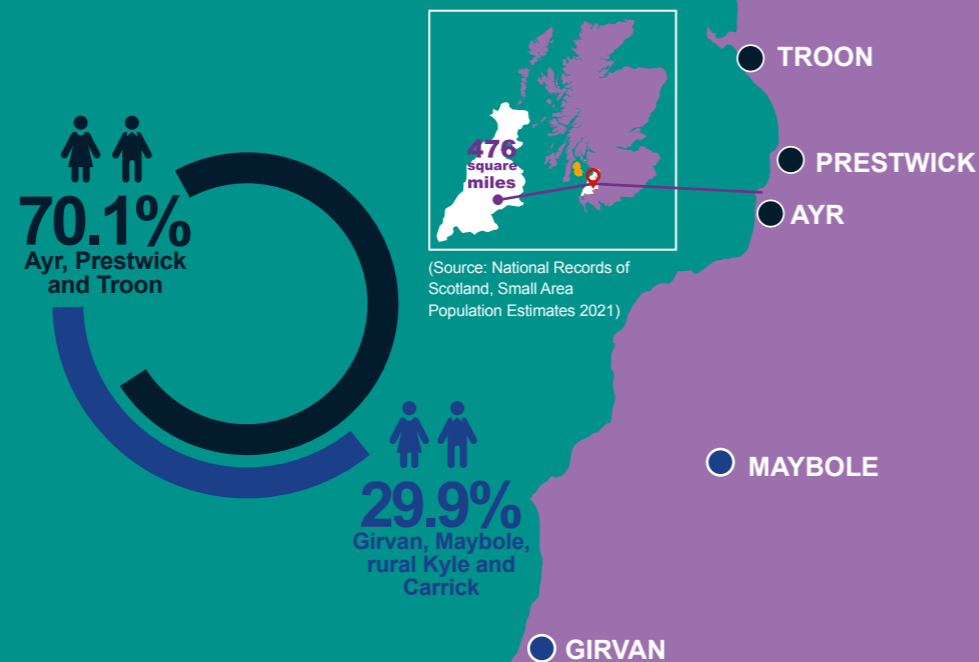 70.1%
Ayr, Prestwick
and Troon
476
square
miles
(Source: National Records of
Scotland, Small Area
Population Estimates 2021)
TROON
PRESTWICK
AYR
29.9%
Girvan, Maybole,
rural Kyle and
Carrick
MAYBOLE
GIRVAN